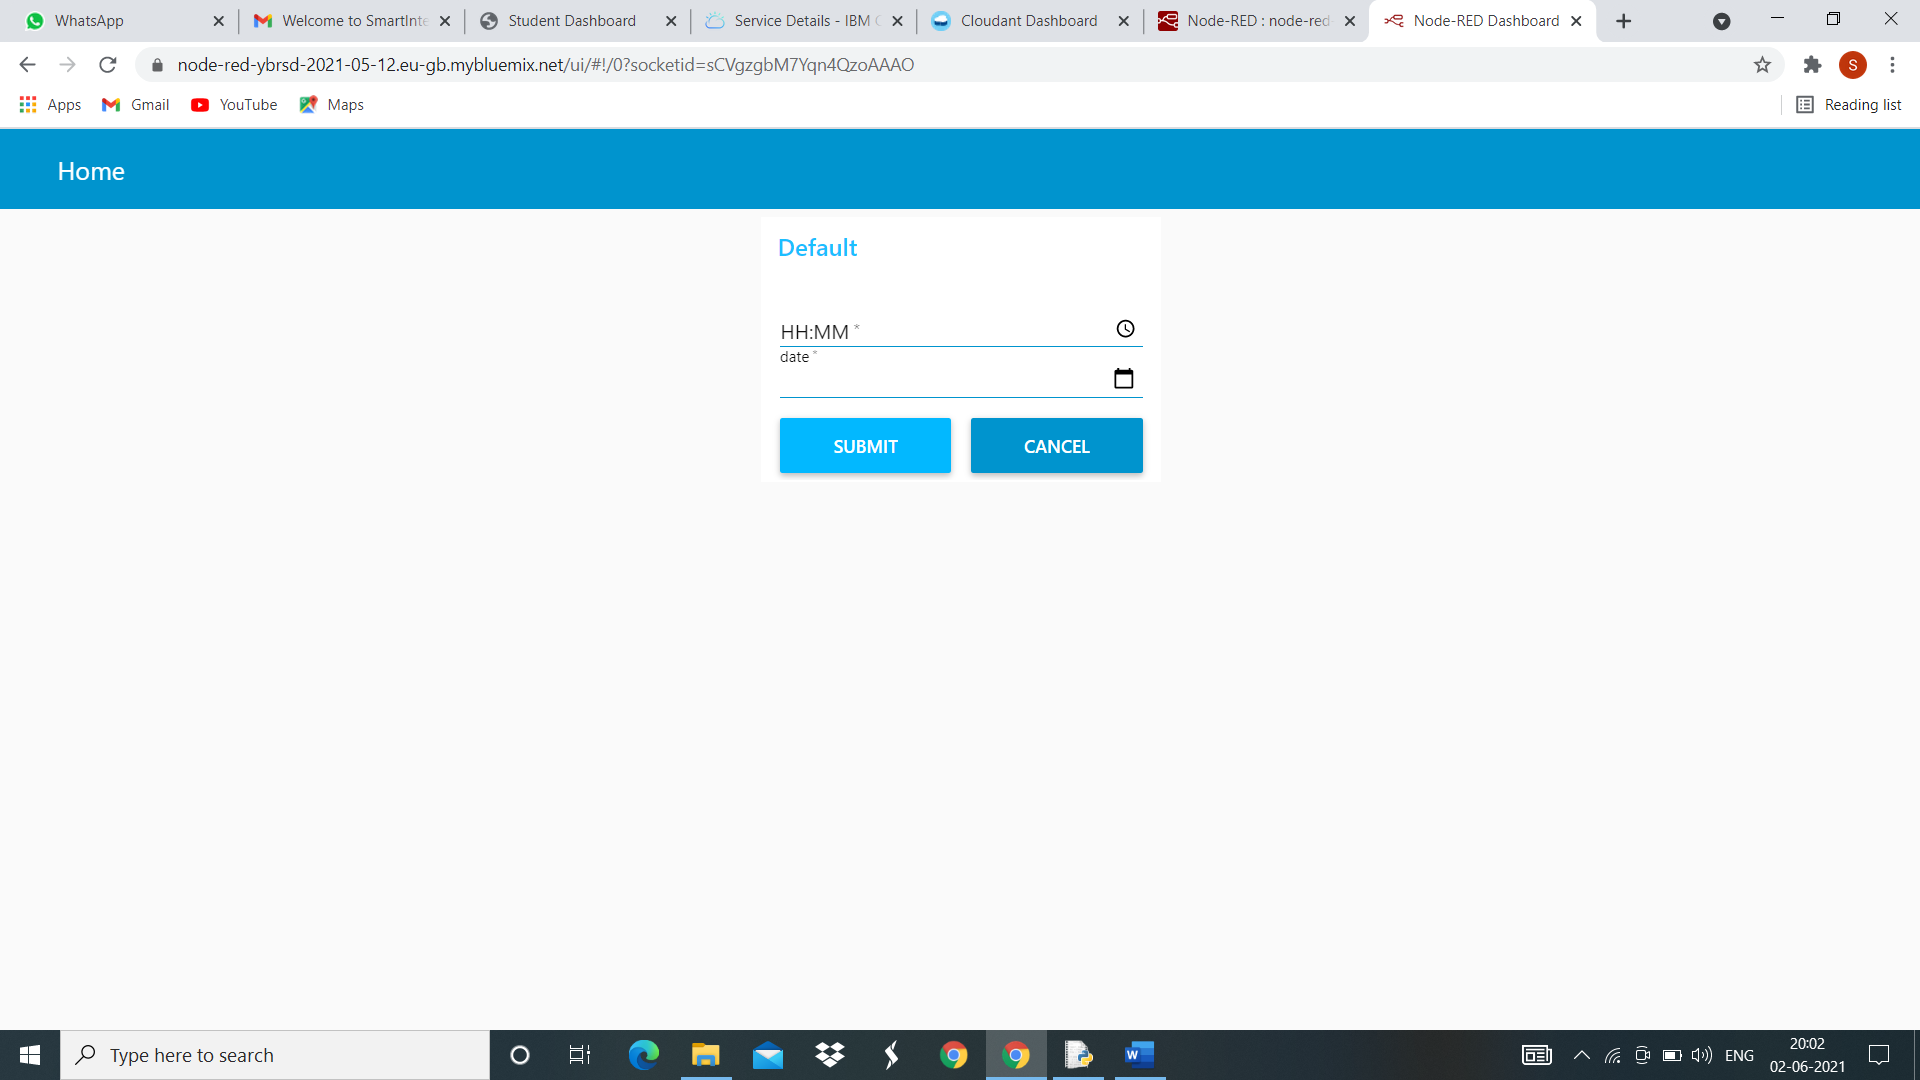 WhatsApp
Welcome to SmartInte
Student Dashboard
Service Details - IBM C
Cloudant Dashboard
Node-RED : node-red-
Node-RED Dashboard
node-red-ybrsd-2021-05-12.eu-gb.mybluemix.net/ui/#!/0?socketid=sCVgzgbM7Yqn4QzoAAAO
S
Apps
Gmail
YouTube
Maps
Reading list
Home
Default
HH:MM *
date *
SUBMIT
CANCEL
Type here to search
W
ENG
20:02
02-06-2021